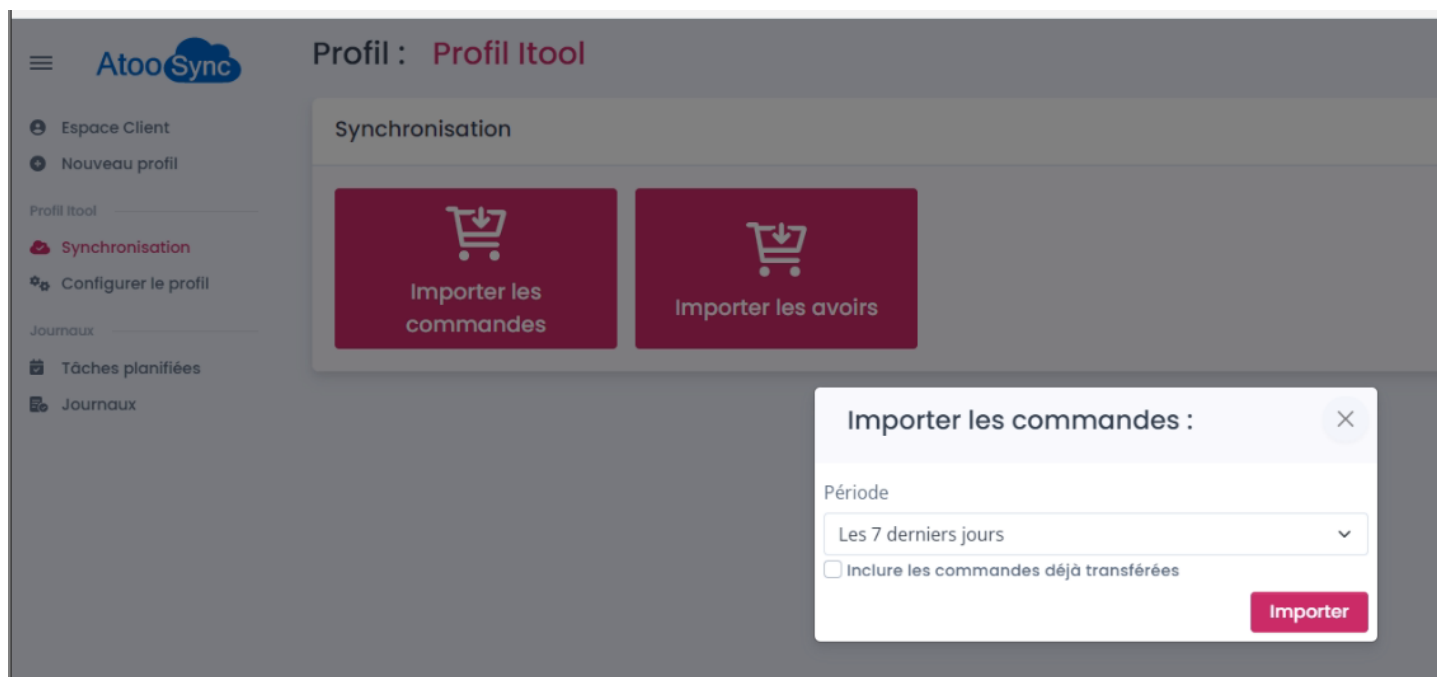 AtooSync
Profil : Profil Itool
Espace Client
Nouveau profil
Profil Itool
Synchronisation
Configurer le profil
Journaux
Tâches planifiées
Journaux
Synchronisation
Importer les
commandes
Importer les avoirs
Importer les commandes :
Période
Les 7 derniers jours
Inclure les commandes déjà transférées
Importer